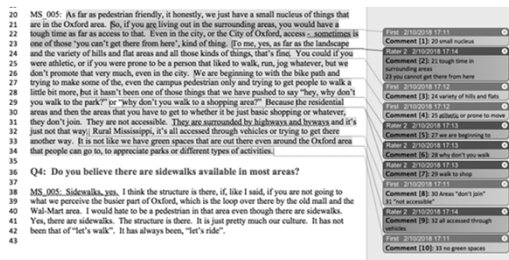 20 MS_005: As far as pedestrian friendly, it honestly, we just have a small nucleus of things that
21 are in the Oxford area. So, if you are living out in the surrounding areas, you would have a
22 tough time as far as access to that. Even in the city, or the City of Oxford, access - sometimes is
23 one of those 'you can't get there from here', kind of thing. To me, yes, as far as the landscape
24 and the variety of hills and flat areas and all those kinds of things, that's fine. You could if you
25 were athletic, or if you were prone to a person that liked to walk, run, jog whatever, but we
26 don't promote that very much, even in the city. We are beginning to with the bike path and
27 trying to make some of the, even the campus pedestrian only and trying to get people to walk a
28 little bit more, but it hasn't been one of those things that we have pushed to say "hey, why don't
29 you walk to the park?" or "why don't you walk to a shopping area?" Because the residential
30 areas and then the areas that you have to get to whether it be just basic shopping or whatever,
31 they don't join. They are not accessible. They are surrounded by highways and byways and it's
32 just not that way. Rural Mississippi, it's all accessed through vehicles or trying to get there
33 another way. It is not like we have green spaces that are out there even around the Oxford area
34 that people can go to, to appreciate parks or different types of activities.
35
36 Q4: Do you believe there are sidewalks available in most areas?
37
38 MS_005: Sidewalks, yes. I think the structure is there, if, like I said, if you are not going to
39 what we perceive the busier part of Oxford, which is the loop over there by the old mall and the
40 Wal-Mart area. I would hate to be a pedestrian in that area even though there are sidewalks.
41 Yes, there are sidewalks. The structure is there. It is just pretty much our culture. It has not
42 been that of "let's walk". It has always been, "let's ride".
43
First 2/10/2018 17:11
Comment [1]: 20 small nucleus
Rater 2 2/10/2018 17:14
Comment [2]: 21 tough time in
surrounding areas
23 you cannot get there from here
First 2/10/2018 17:12
Comment [3]: 24 variety of hills and flats
First 2/10/2018 17:11
Comment [4]: 25 athletic or prone to move
Rater 2 2/10/2018 17:13
Comment [5]: 27 we are beginning to
Rater 2 2/10/2018 17:13
Comment [6]: 28 why don't you walk
Rater 2 2/10/2018 17:13
Comment [7]: 29 walk to shop
First 2/10/2018 17:11
Comment [8]: 30 Areas "don't join"
31 "not accessible"
Rater 2 2/10/2018 17:14
Comment [9]: 32 all accessed through
vehicles
First 2/10/2018 17:11
Comment [10]: 33 no green spaces